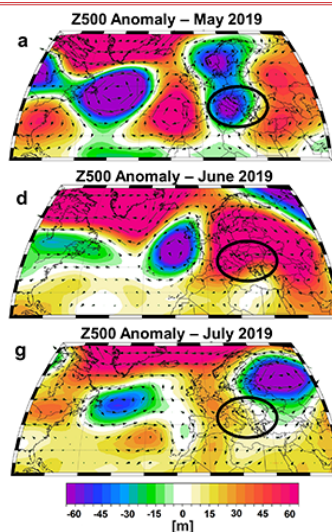 Z500 Anomaly – May 2019
a
Z500 Anomaly – June 2019
d
Z500 Anomaly – July 2019
g
-60 -45 -30 -15 0 15 30 45 60
[m]